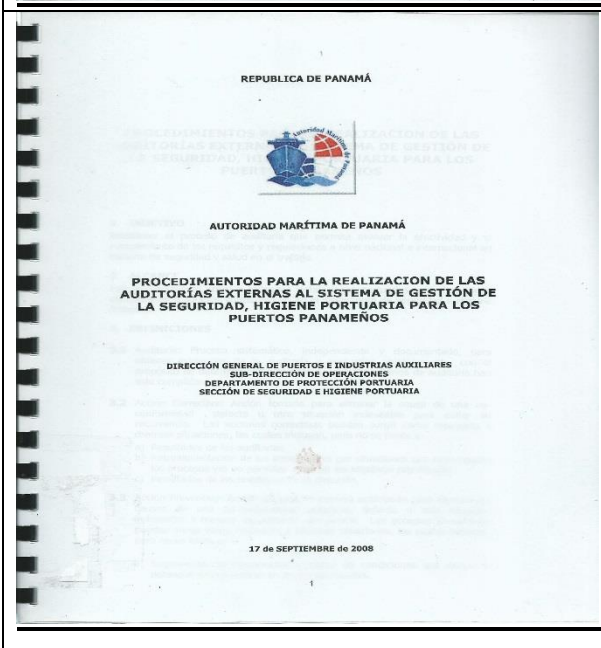 REPUBLICA DE PANAMÁ
Autoridad Marítima de Panamá
AUTORIDAD MARÍTIMA DE PANAMÁ
PROCEDIMIENTOS PARA LA REALIZACION DE LAS
AUDITORÍAS EXTERNAS AL SISTEMA DE GESTIÓN DE
LA SEGURIDAD, HIGIENE PORTUARIA PARA LOS
PUERTOS PANAMEÑOS
DIRECCIÓN GENERAL DE PUERTOS E INDUSTRIAS AUXILIARES
SUB-DIRECCIÓN DE OPERACIONES
DEPARTAMENTO DE PROTECCIÓN PORTUARIA
SECCIÓN DE SEGURIDAD E HIGIENE PORTUARIA
17 de SEPTIEMBRE de 2008
1